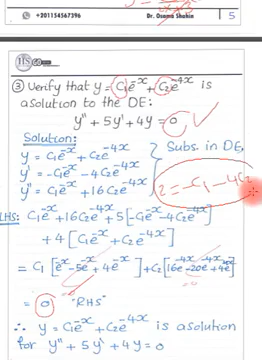 +201154567396 Dr. Osama Shahin 5
③ Verify that y = C₁e^-x + C₂e^-4x is
a solution to the DE:
y'' + 5y' + 4y = 0
Solution:
y = C₁e^-x + C₂e^-4x
y' = -C₁e^-x - 4C₂e^-4x
y'' = C₁e^-x + 16C₂e^-4x
Subs. in DE,
2 = -C₁ - 4C₂
LHS: C₁e^-x + 16C₂e^-4x + 5[-C₁e^-x - 4C₂e^-4x]
+ 4[C₁e^-x + C₂e^-4x]
= C₁[e^-x - 5e^-x + 4e^-x] + C₂[16e^-4x - 20e^-4x + 4e^-4x]
= 0 "RHS"
∴ y = C₁e^-x + C₂e^-4x is a solution
for y'' + 5y' + 4y = 0